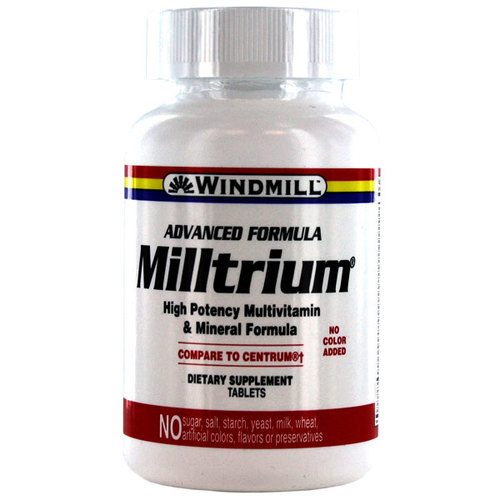 WINDMILL®
ADVANCED FORMULA
Milltrium®
High Potency Multivitamin
& Mineral Formula
NO
COLOR
ADDED
COMPARE TO CENTRUM®†
DIETARY SUPPLEMENT
TABLETS
NO sugar, salt, starch, yeast, milk, wheat,
artificial colors, flavors or preservatives